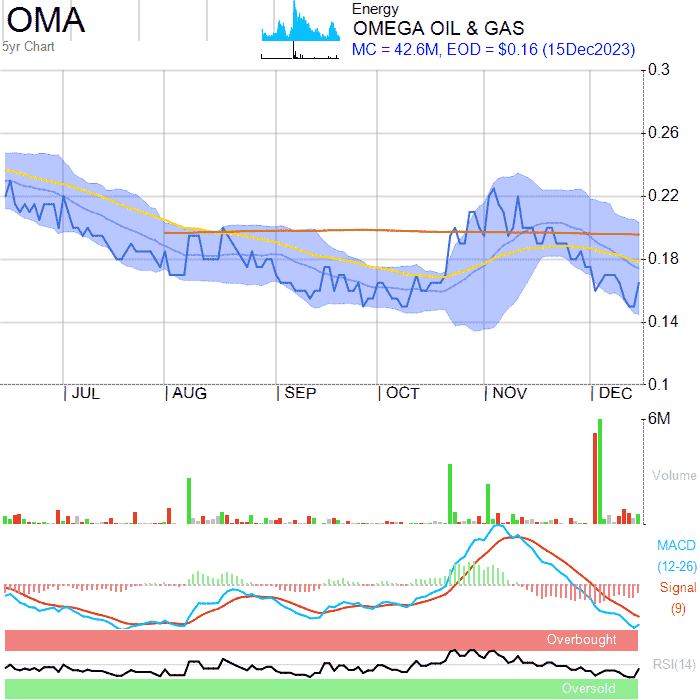 OMA
5yr Chart
Energy
OMEGA OIL & GAS
MC = 42.6M, EOD = $0.16 (15Dec2023)
0.3
0.26
0.22
0.18
0.14
0.1
JUL AUG SEP OCT NOV DEC
6M
Volume
MACD
(12-26)
Signal
(9)
Overbought
RSI(14)
Oversold